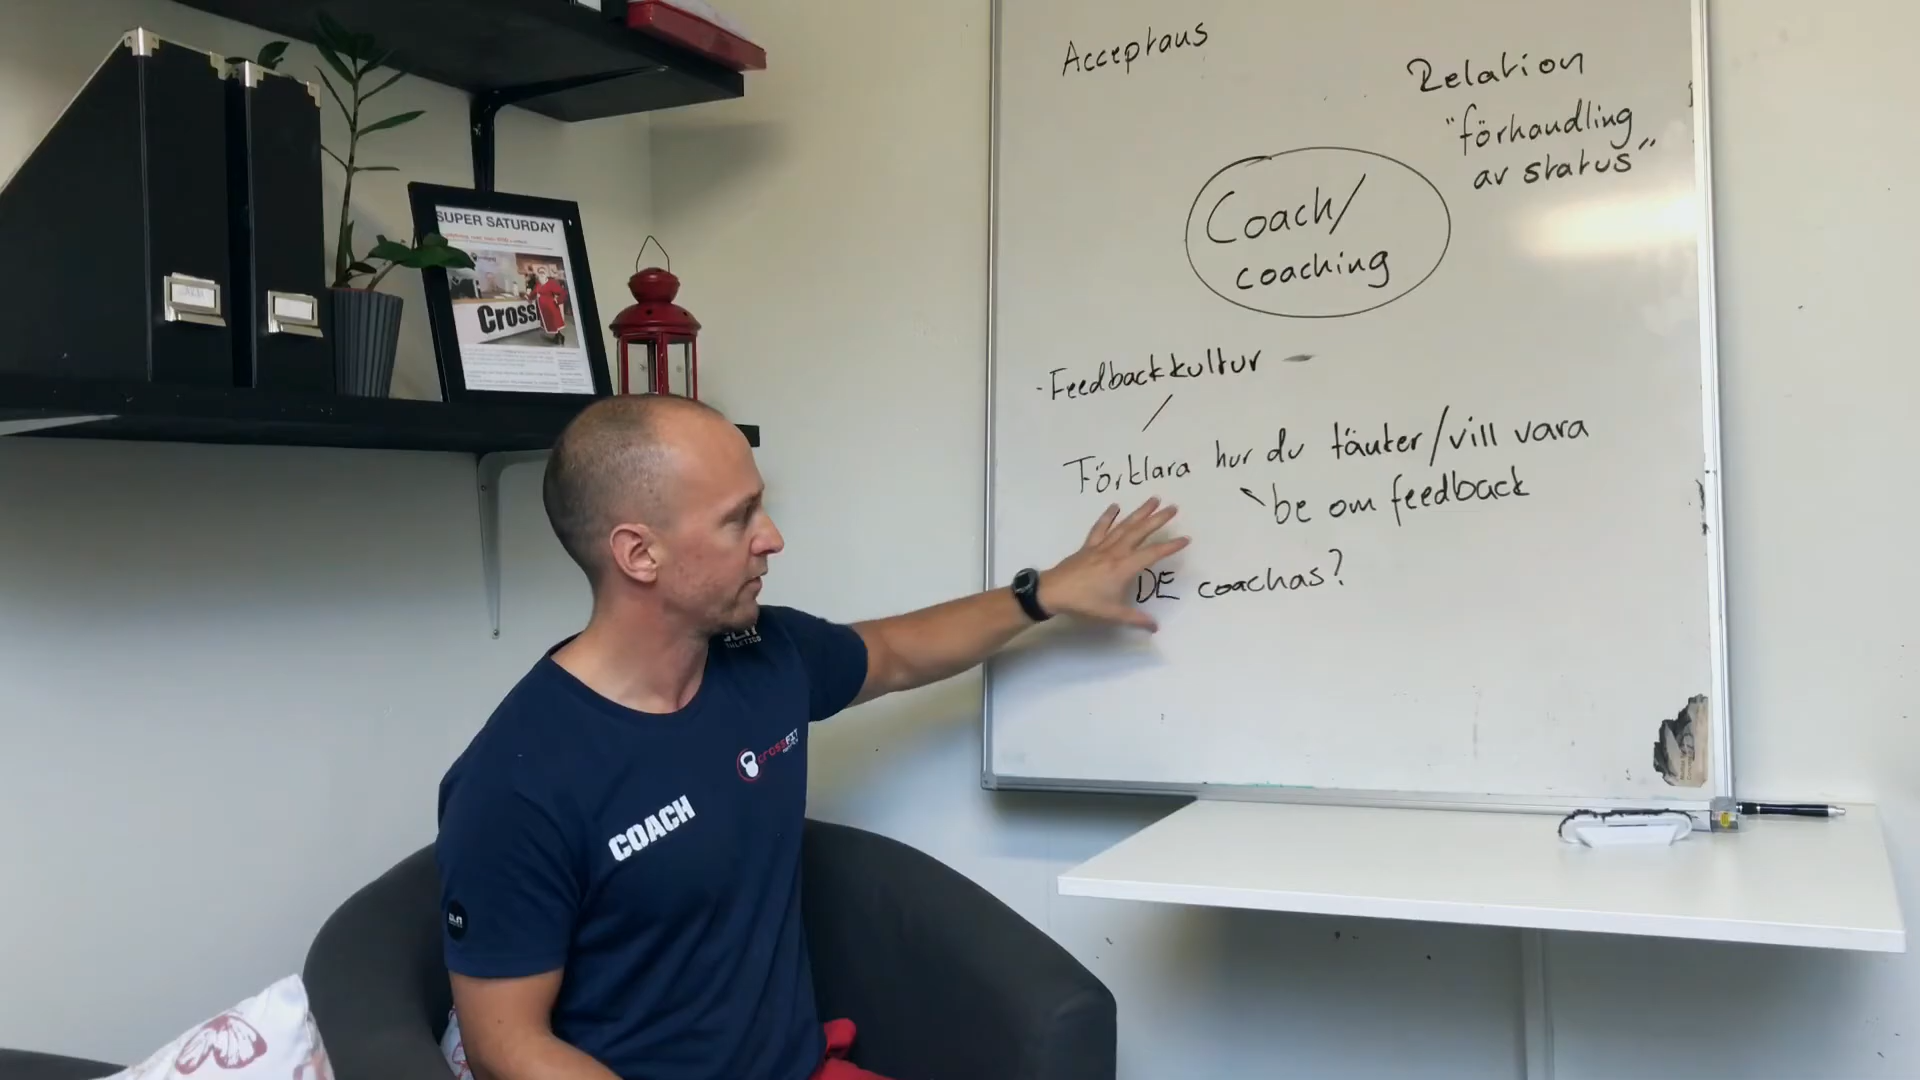 Acceptans
Relation
"förhandling
av status"
Coach/
coaching
- Feedbackkultur -
Förklara hur du tänker/vill vara
be om feedback
DE coachas?
SUPER SATURDAY
Cross
CROSSFIT
COACH